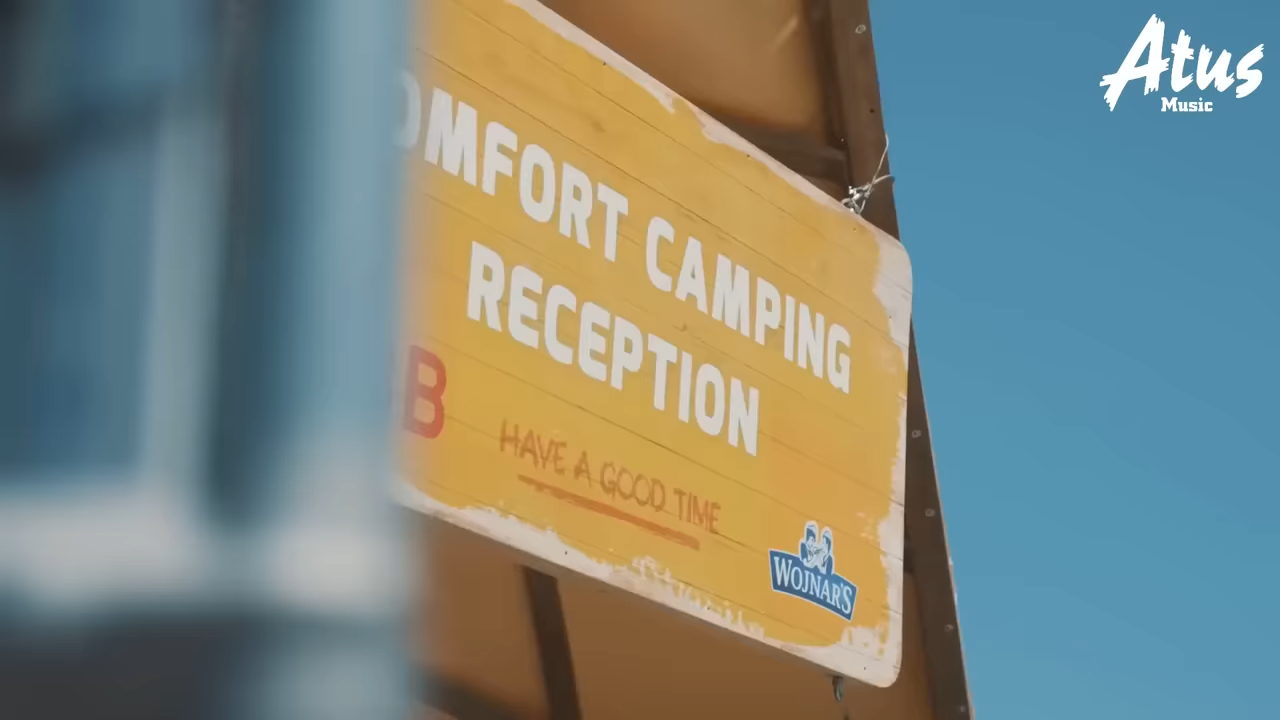 Atus
Music
OMFORT CAMPING
RECEPTION
B
HAVE A GOOD TIME
WOJNAR'S